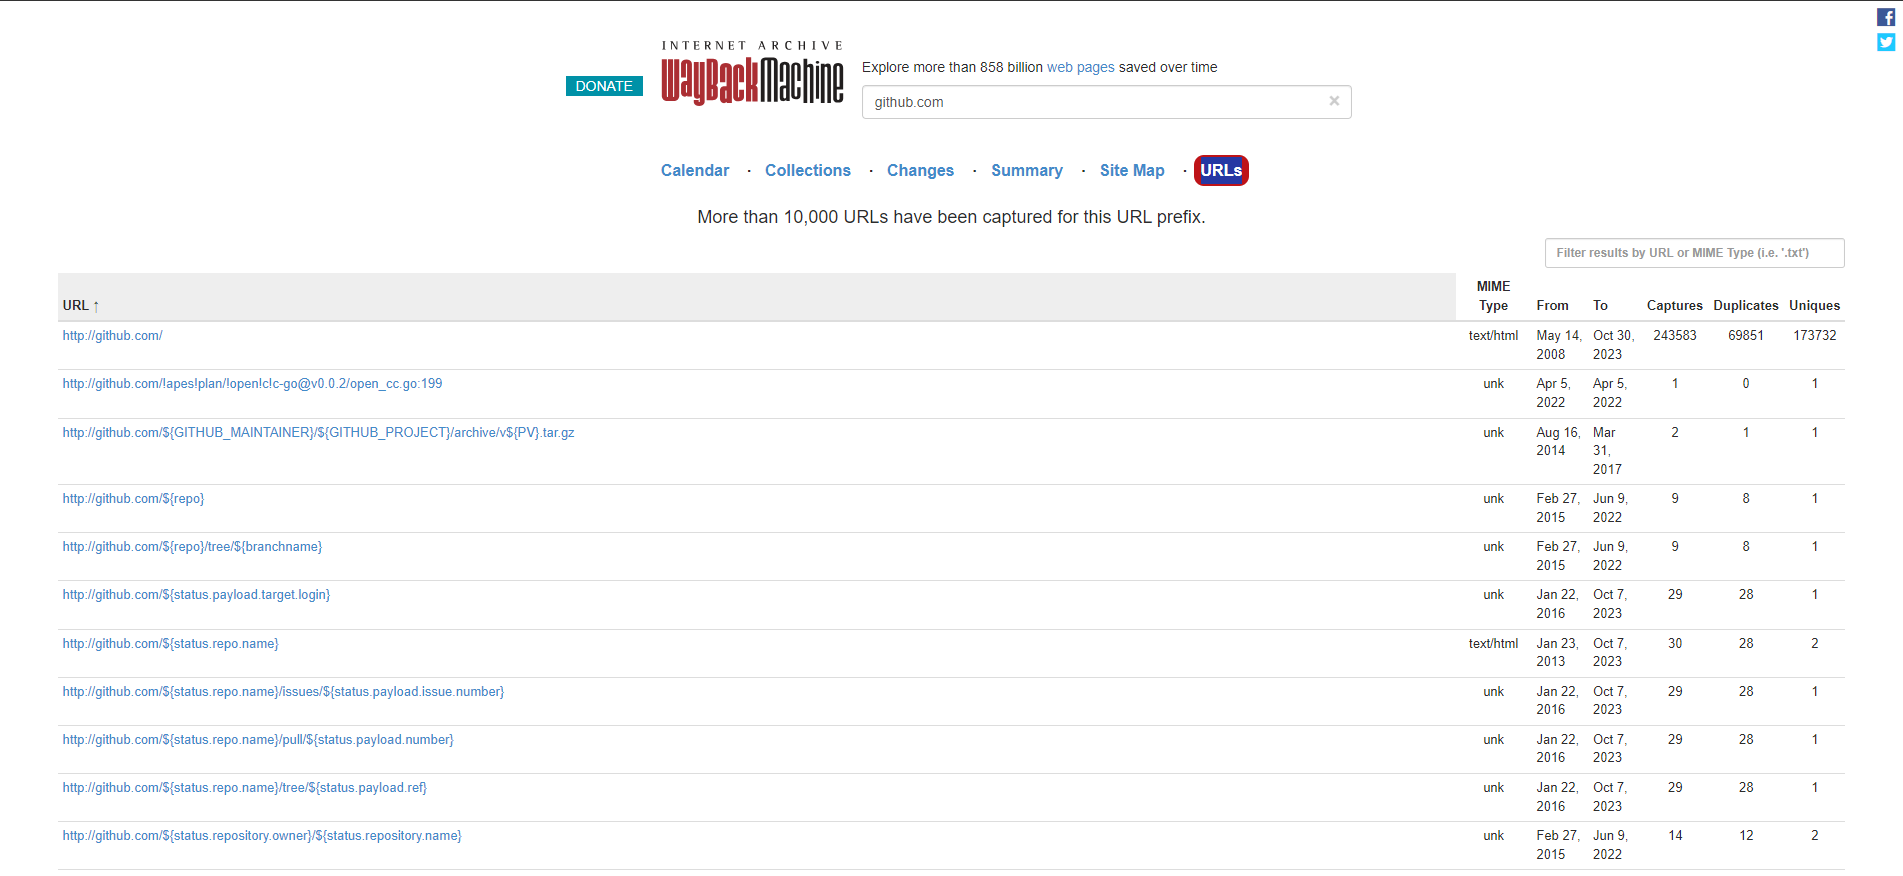 INTERNET ARCHIVE
WayBackMachine
DONATE
Explore more than 858 billion web pages saved over time
github.com
Calendar · Collections · Changes · Summary · Site Map · URLs
More than 10,000 URLs have been captured for this URL prefix.
Filter results by URL or MIME Type (i.e. '.txt')
URL ↑ MIME Type From To Captures Duplicates Uniques
http://github.com/ text/html May 14, 2008 Oct 30, 2023 243583 69851 173732
http://github.com/!apes!plan/!open!c!c-go@v0.0.2/open_cc.go:199 unk Apr 5, 2022 Apr 5, 2022 1 0 1
http://github.com/${GITHUB_MAINTAINER}/${GITHUB_PROJECT}/archive/v${PV}.tar.gz unk Aug 16, 2014 Mar 31, 2017 2 1 1
http://github.com/${repo} unk Feb 27, 2015 Jun 9, 2022 9 8 1
http://github.com/${repo}/tree/${branchname} unk Feb 27, 2015 Jun 9, 2022 9 8 1
http://github.com/${status.payload.target.login} unk Jan 22, 2016 Oct 7, 2023 29 28 1
http://github.com/${status.repo.name} text/html Jan 23, 2013 Oct 7, 2023 30 28 2
http://github.com/${status.repo.name}/issues/${status.payload.issue.number} unk Jan 22, 2016 Oct 7, 2023 29 28 1
http://github.com/${status.repo.name}/pull/${status.payload.number} unk Jan 22, 2016 Oct 7, 2023 29 28 1
http://github.com/${status.repo.name}/tree/${status.payload.ref} unk Jan 22, 2016 Oct 7, 2023 29 28 1
http://github.com/${status.repository.owner}/${status.repository.name} unk Feb 27, 2015 Jun 9, 2022 14 12 2